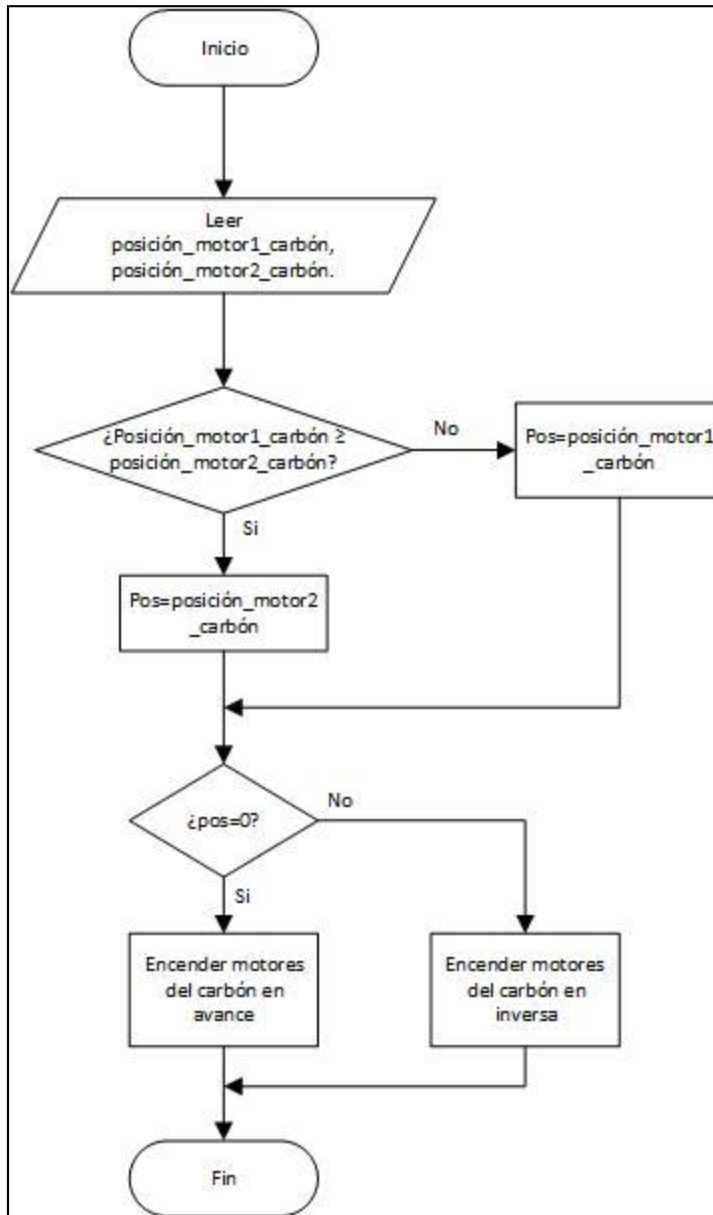 Inicio
Leer
posición_motor1_carbón,
posición_motor2_carbón.
¿Posición_motor1_carbón ≥
posición_motor2_carbón?
No
Pos=posición_motor1
_carbón
Si
Pos=posición_motor2
_carbón
¿pos=0?
No
Si
Encender motores
del carbón en
avance
Encender motores
del carbón en
inversa
Fin